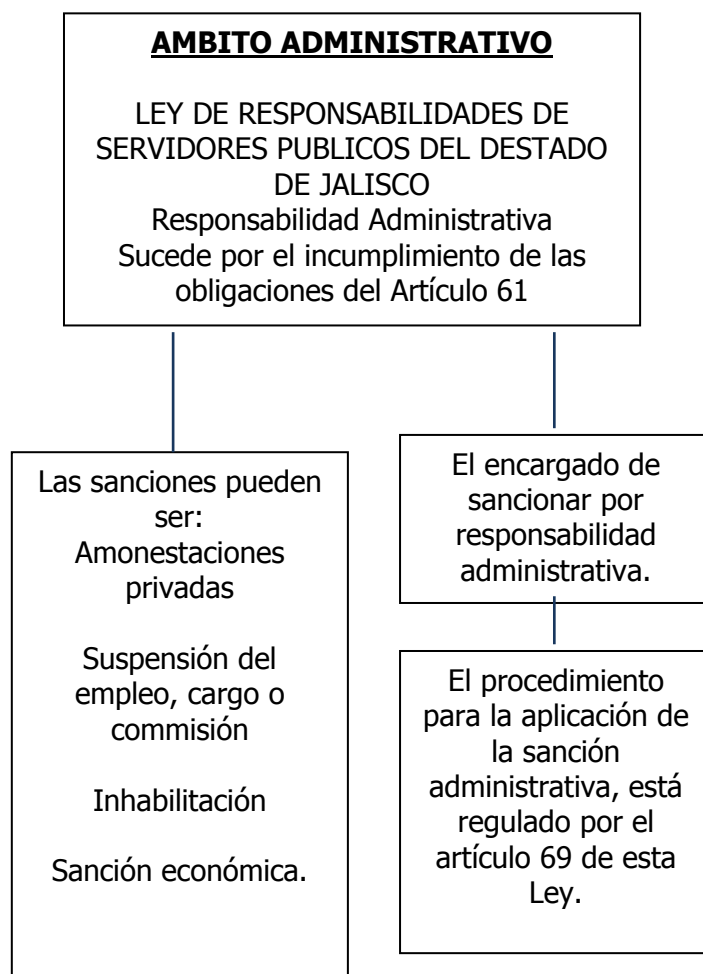 AMBITO ADMINISTRATIVO
LEY DE RESPONSABILIDADES DE
SERVIDORES PUBLICOS DEL DESTADO
DE JALISCO
Responsabilidad Administrativa
Sucede por el incumplimiento de las
obligaciones del Artículo 61
Las sanciones pueden
ser:
Amonestaciones
privadas
Suspensión del
empleo, cargo o
commisión
Inhabilitación
Sanción económica.
El encargado de
sancionar por
responsabilidad
administrativa.
El procedimiento
para la aplicación de
la sanción
administrativa, está
regulado por el
artículo 69 de esta
Ley.